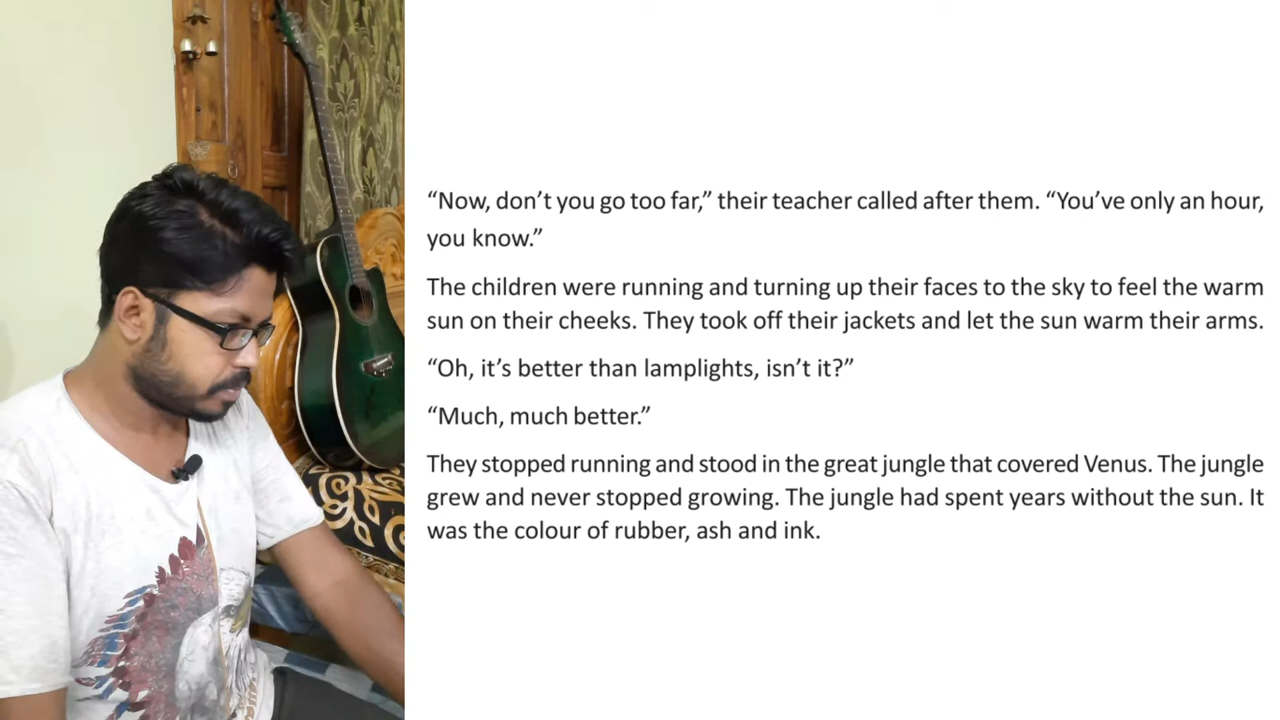 “Now, don’t you go too far,” their teacher called after them. “You’ve only an hour,
you know.”
The children were running and turning up their faces to the sky to feel the warm
sun on their cheeks. They took off their jackets and let the sun warm their arms.
“Oh, it’s better than lamplights, isn’t it?”
“Much, much better.”
They stopped running and stood in the great jungle that covered Venus. The jungle
grew and never stopped growing. The jungle had spent years without the sun. It
was the colour of rubber, ash and ink.